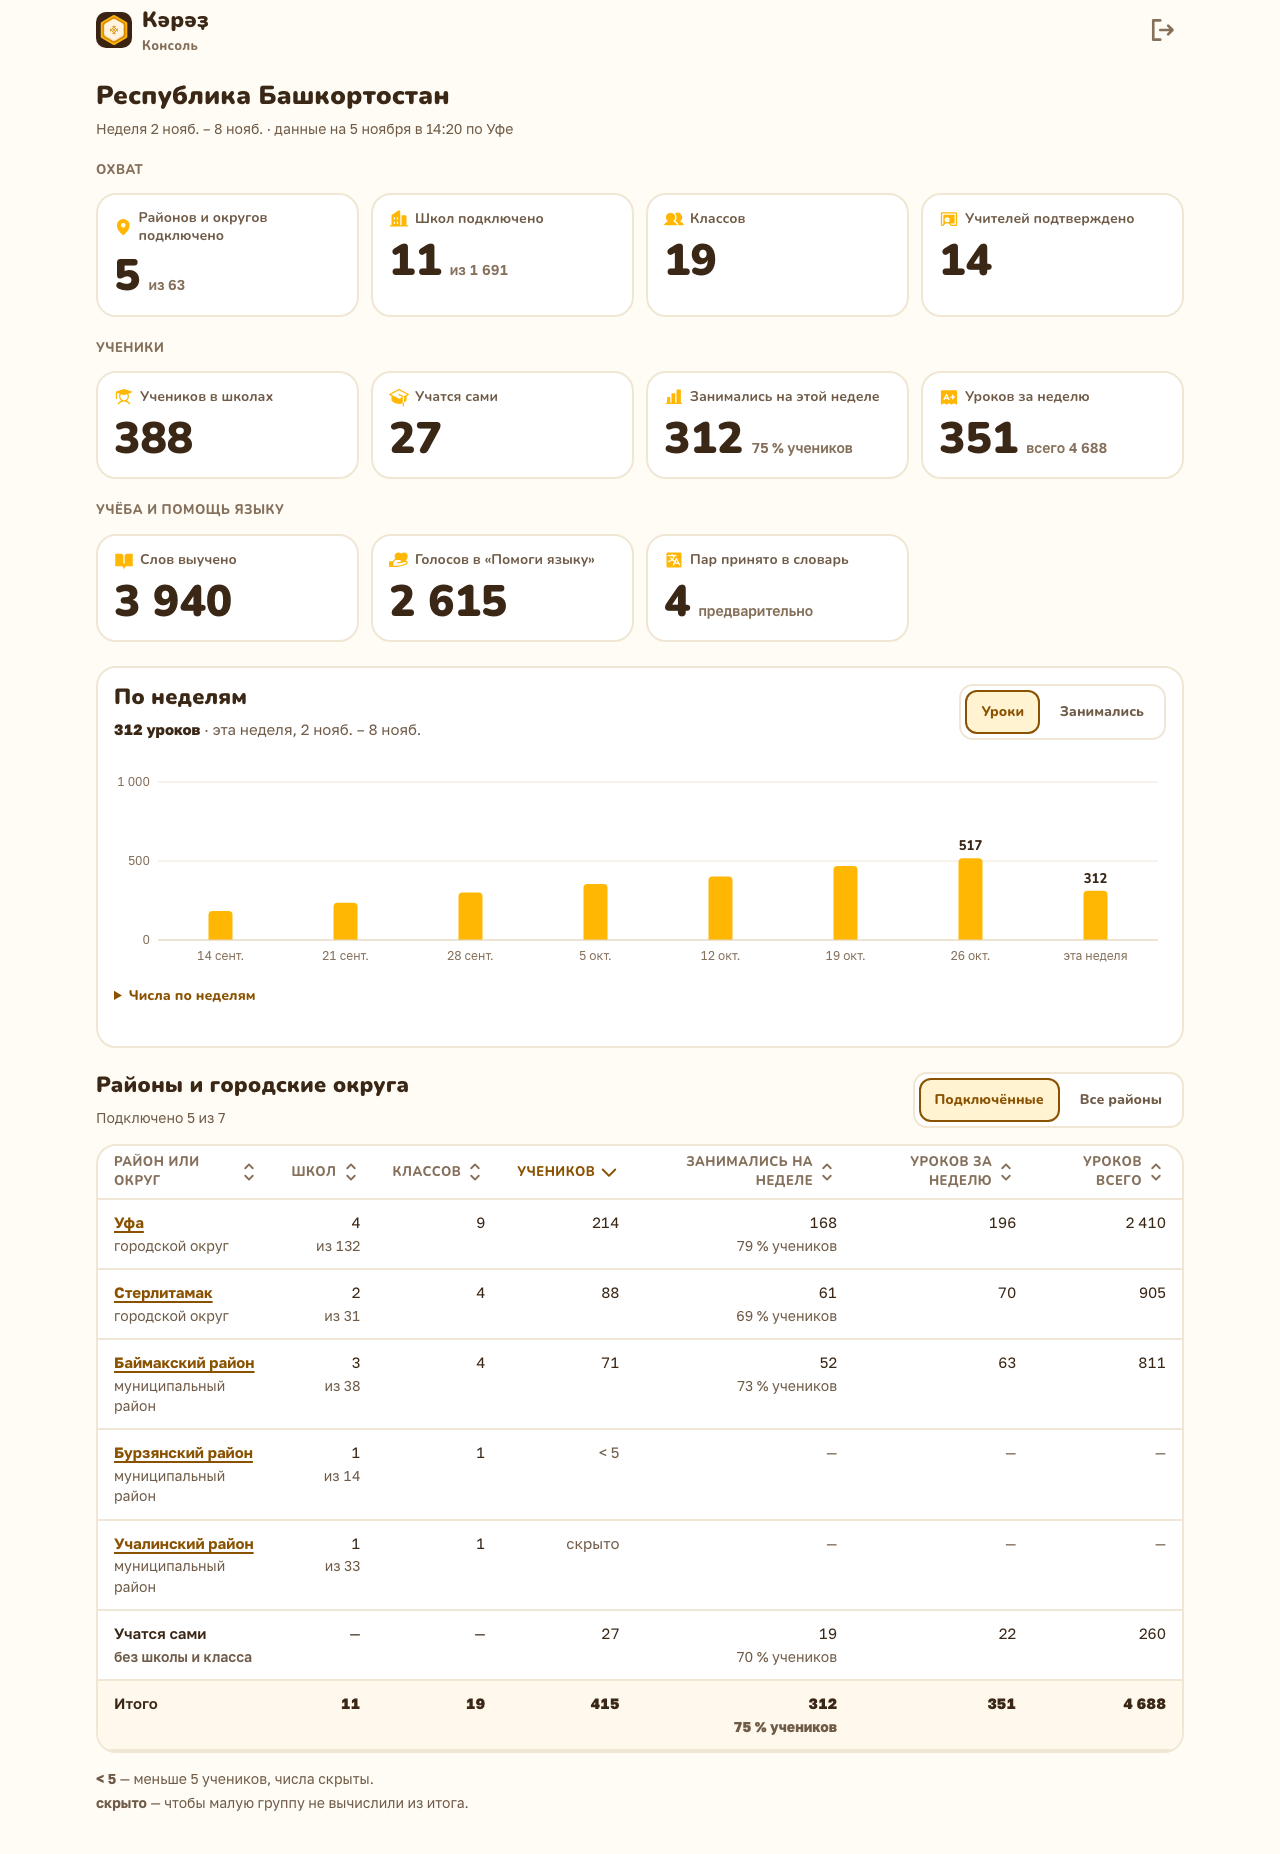 Кәрәҙ
Консоль
Республика Башкортостан
Неделя 2 нояб. – 8 нояб. · данные на 5 ноября в 14:20 по Уфе
ОХВАТ
Районов и округов
подключено
5 из 63
Школ подключено
11 из 1 691
Классов
19
Учителей подтверждено
14
УЧЕНИКИ
Учеников в школах
388
Учатся сами
27
Занимались на этой неделе
312 75 % учеников
Уроков за неделю
351 всего 4 688
УЧЁБА И ПОМОЩЬ ЯЗЫКУ
Слов выучено
3 940
Голосов в «Помоги языку»
2 615
Пар принято в словарь
4 предварительно
По неделям
312 уроков · эта неделя, 2 нояб. – 8 нояб.
Уроки Занимались
1 000
500
0
517
312
14 сент. 21 сент. 28 сент. 5 окт. 12 окт. 19 окт. 26 окт. эта неделя
Числа по неделям
Районы и городские округа
Подключено 5 из 7
Подключённые Все районы
РАЙОН ИЛИ ОКРУГ ШКОЛ КЛАССОВ УЧЕНИКОВ ЗАНИМАЛИСЬ НА НЕДЕЛЕ УРОКОВ ЗА НЕДЕЛЮ УРОКОВ ВСЕГО
Уфа 4 9 214 168 196 2 410
городской округ из 132 79 % учеников
Стерлитамак 2 4 88 61 70 905
городской округ из 31 69 % учеников
Баймакский район 3 4 71 52 63 811
муниципальный из 38 73 % учеников
район
Бурзянский район 1 1 < 5 — — —
муниципальный из 14
район
Учалинский район 1 1 скрыто — — —
муниципальный из 33
район
Учатся сами — — 27 19 22 260
без школы и класса 70 % учеников
Итого 11 19 415 312 351 4 688
75 % учеников
< 5 — меньше 5 учеников, числа скрыты.
скрыто — чтобы малую группу не вычислили из итога.